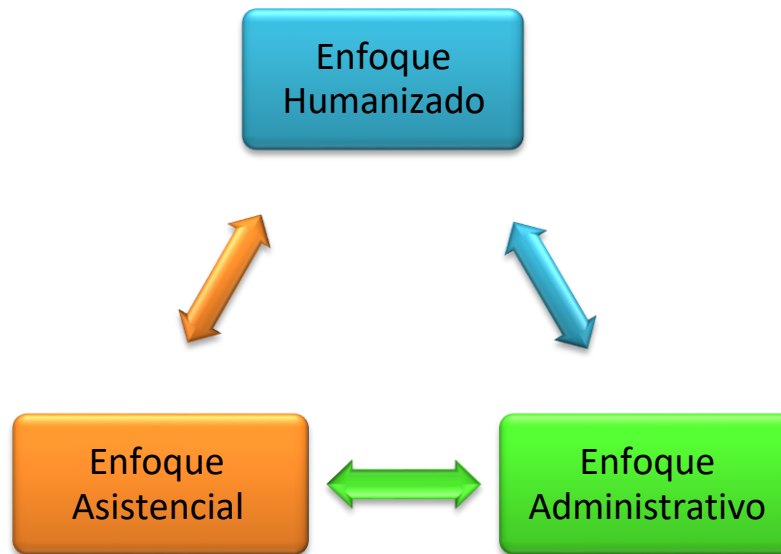 Enfoque
Humanizado
Enfoque
Asistencial
Enfoque
Administrativo